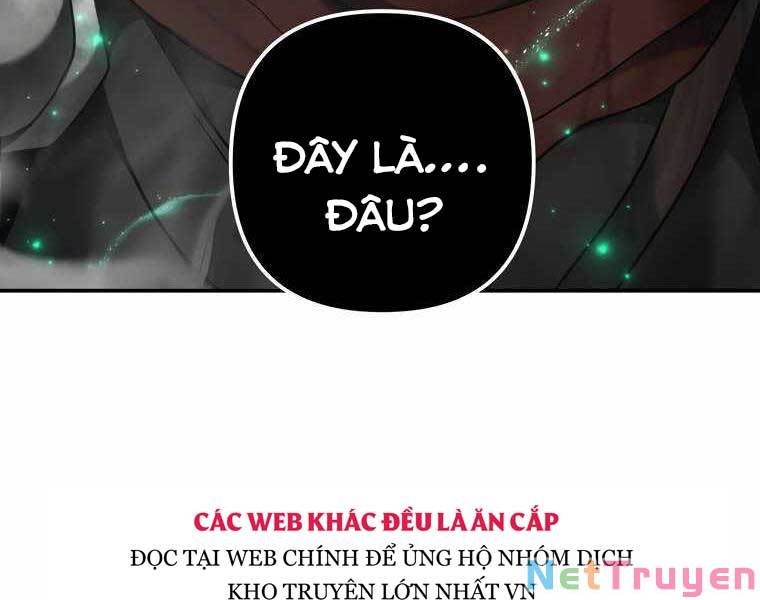 ĐÂY LÀ....
ĐÂU?
CÁC WEB KHÁC ĐỀU LÀ ĂN CẮP
ĐỌC TẠI WEB CHÍNH ĐỂ ỦNG HỘ NHÓM DỊCH
KHO TRUYỆN LỚN NHẤT VN
NetTruyen